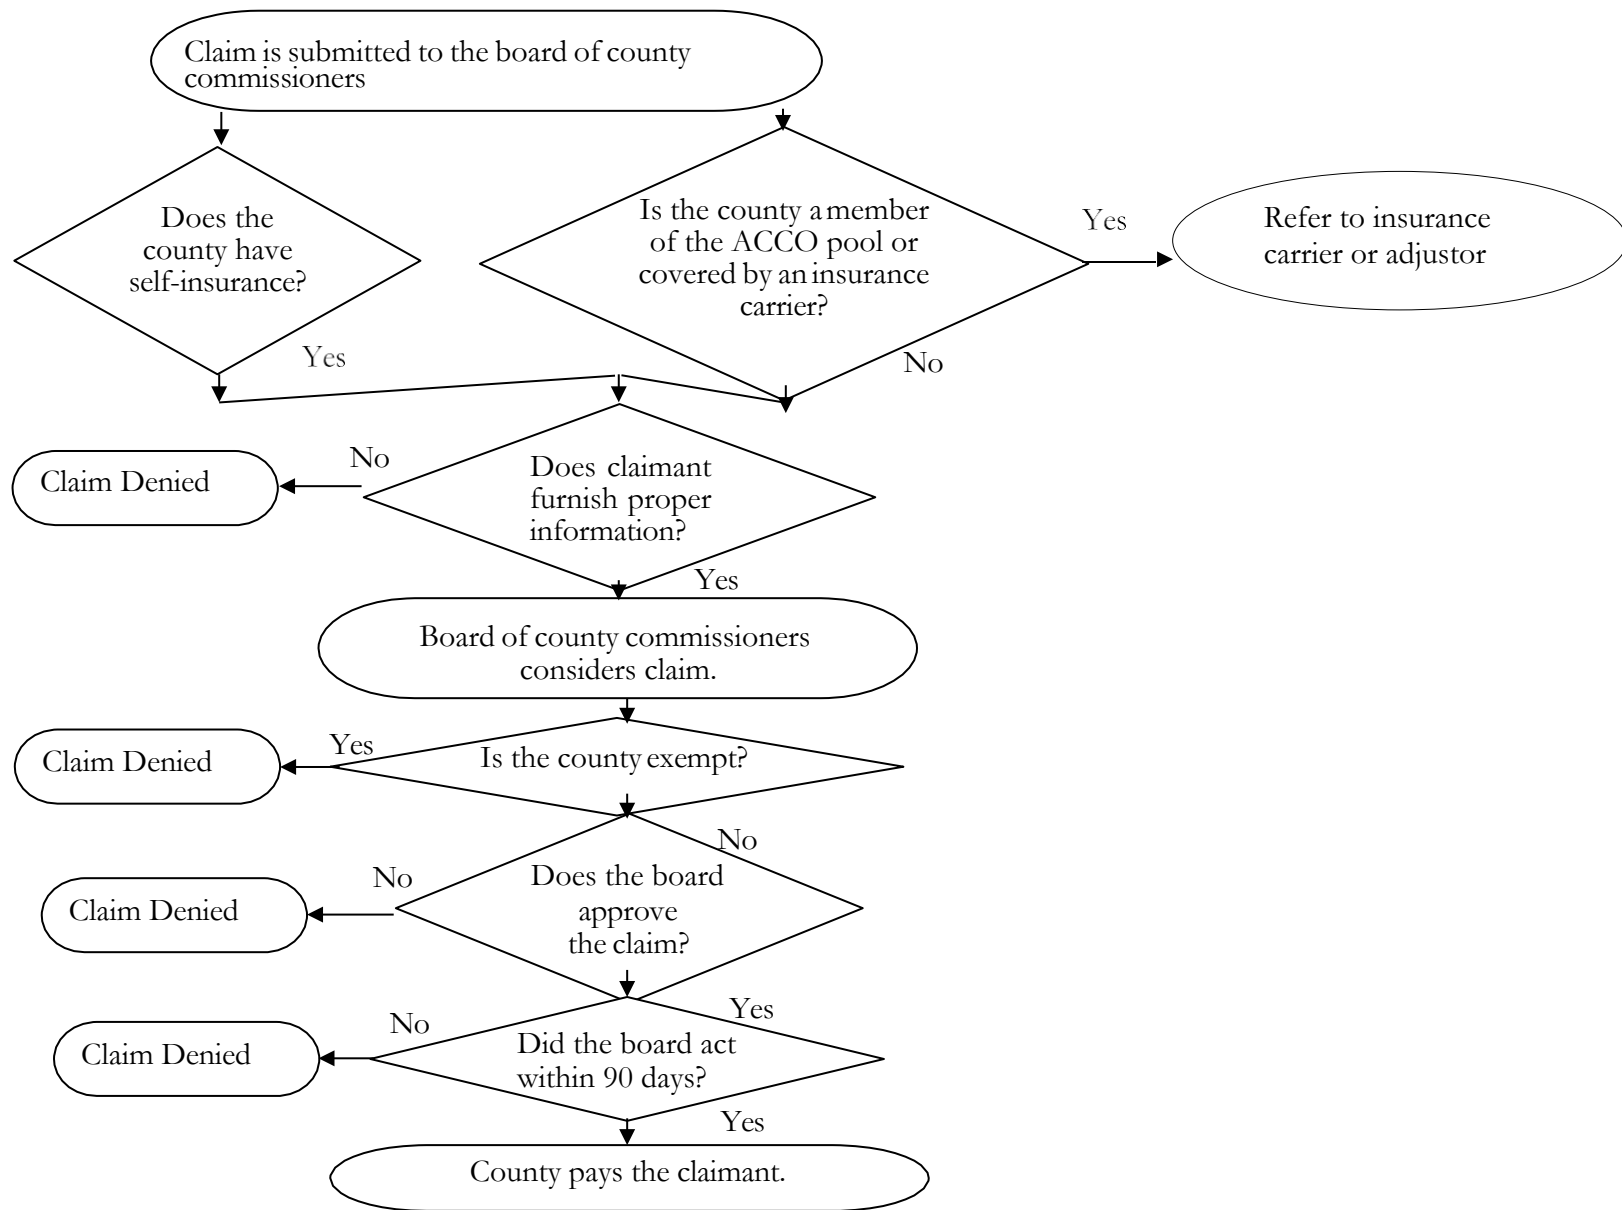 Claim is submitted to the board of county
commissioners
Does the
county have
self-insurance?
Is the county a member
of the ACCO pool or
covered by an insurance
carrier?
Yes
Refer to insurance
carrier or adjustor
Yes
No
Claim Denied
No
Does claimant
furnish proper
information?
Yes
Board of county commissioners
considers claim.
Claim Denied
Yes
Is the county exempt?
No
Claim Denied
No
Does the board
approve
the claim?
Yes
Claim Denied
No
Did the board act
within 90 days?
Yes
County pays the claimant.